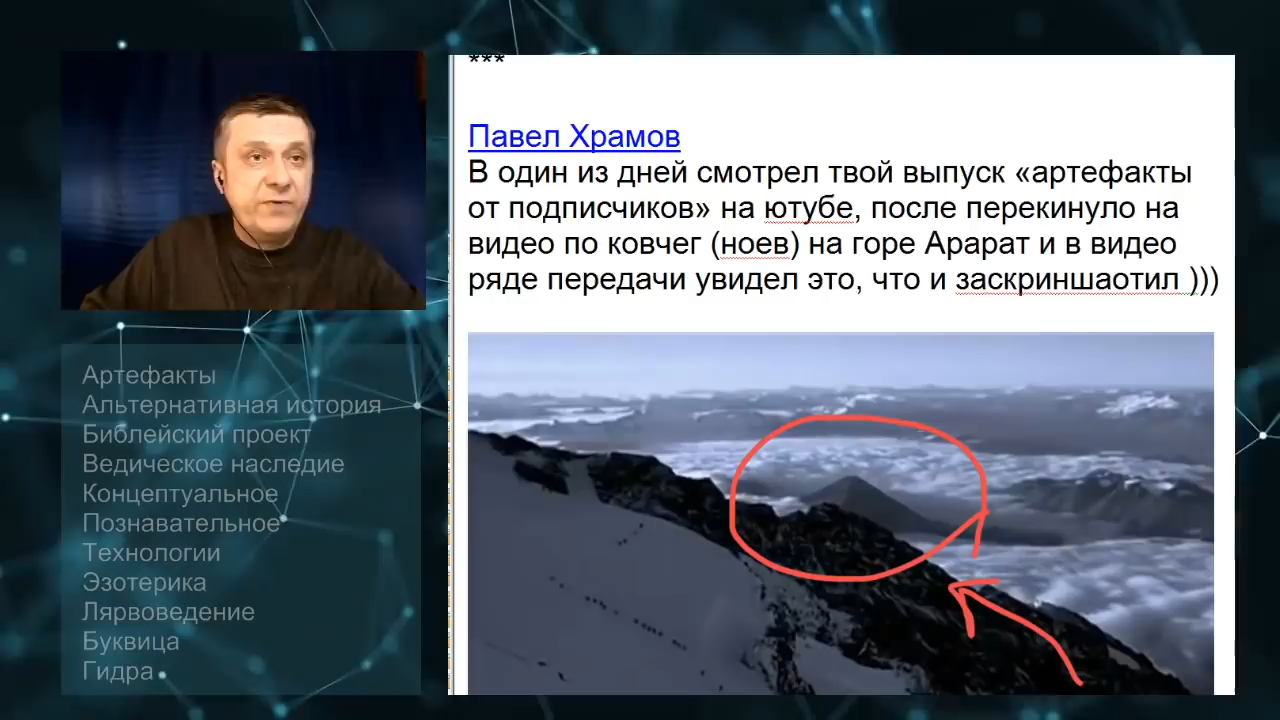 ***
Павел Храмов
В один из дней смотрел твой выпуск «артефакты
от подписчиков» на ютубе, после перекинуло на
видео по ковчег (ноев) на горе Арарат и в видео
ряде передачи увидел это, что и заскриншаотил )))
Артефакты
Альтернативная история
Библейский проект
Ведическое наследие
Концептуальное
Познавательное
Технологии
Эзотерика
Лярвоведение
Буквица
Гидра